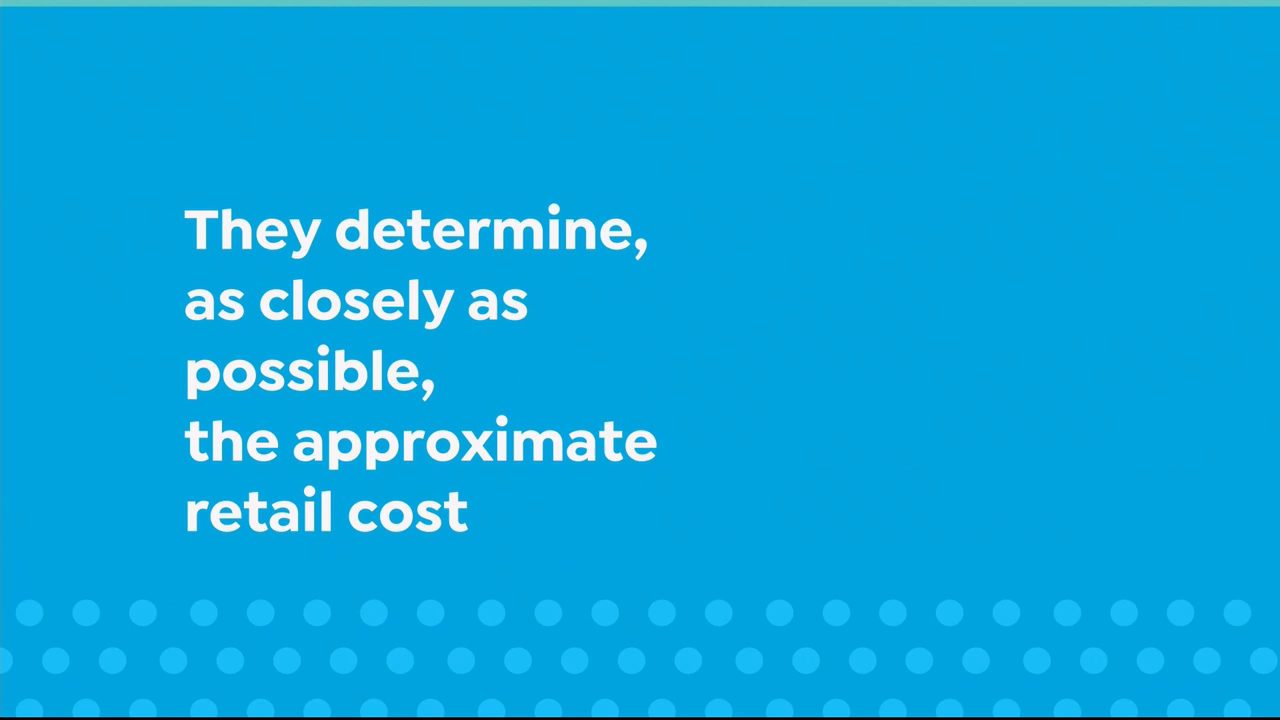 They determine,
as closely as
possible,
the approximate
retail cost